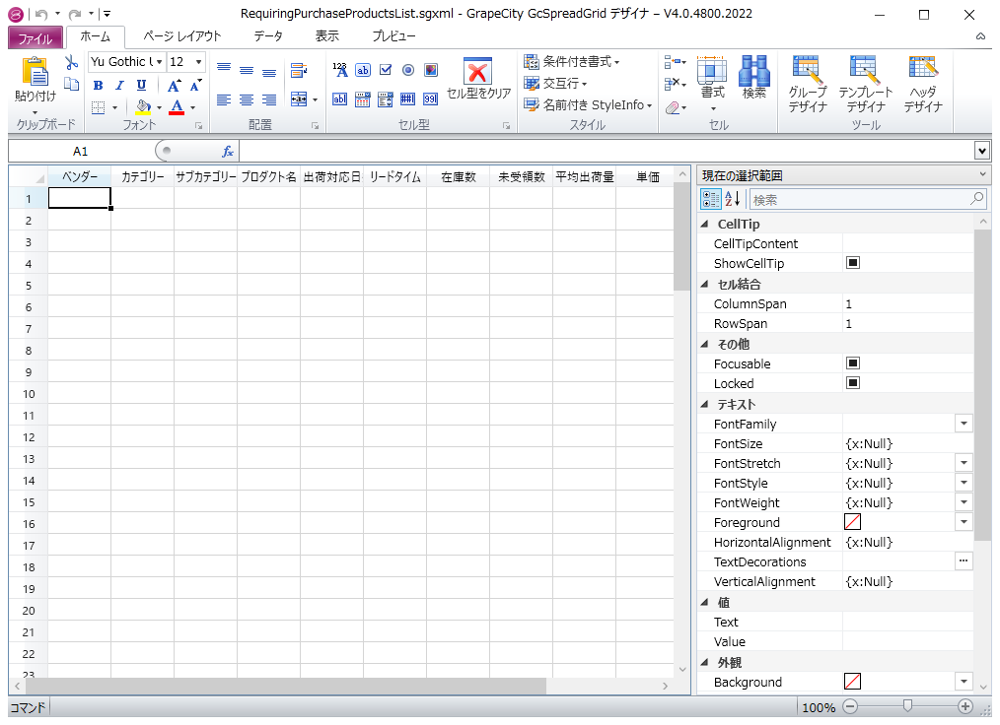 RequiringPurchaseProductsList.sgxml - GrapeCity GcSpreadGrid デザイナ – V4.0.4800.2022
ファイル ホーム ページ レイアウト データ 表示 プレビュー
貼り付け
クリップボード
Yu Gothic U 12
B I U A A
A
フォント
配置
123 A ab
ab 99
セル型をクリア
セル型
条件付き書式
交互行
名前付き StyleInfo
スタイル
書式
検索
セル
グループ デザイナ
テンプレート デザイナ
ヘッダ デザイナ
ツール
A1 fx
ベンダー カテゴリー サブカテゴリー プロダクト名 出荷対応日 リードタイム 在庫数 未受領数 平均出荷量 単価
1
2
3
4
5
6
7
8
9
10
11
12
13
14
15
16
17
18
19
20
21
22
23
現在の選択範囲
A Z 検索
CellTip
CellTipContent
ShowCellTip
セル結合
ColumnSpan 1
RowSpan 1
その他
Focusable
Locked
テキスト
FontFamily
FontSize {x:Null}
FontStretch {x:Null}
FontStyle {x:Null}
FontWeight {x:Null}
Foreground
HorizontalAlignment {x:Null}
TextDecorations ...
VerticalAlignment {x:Null}
値
Text
Value
外観
Background
コマンド 100%